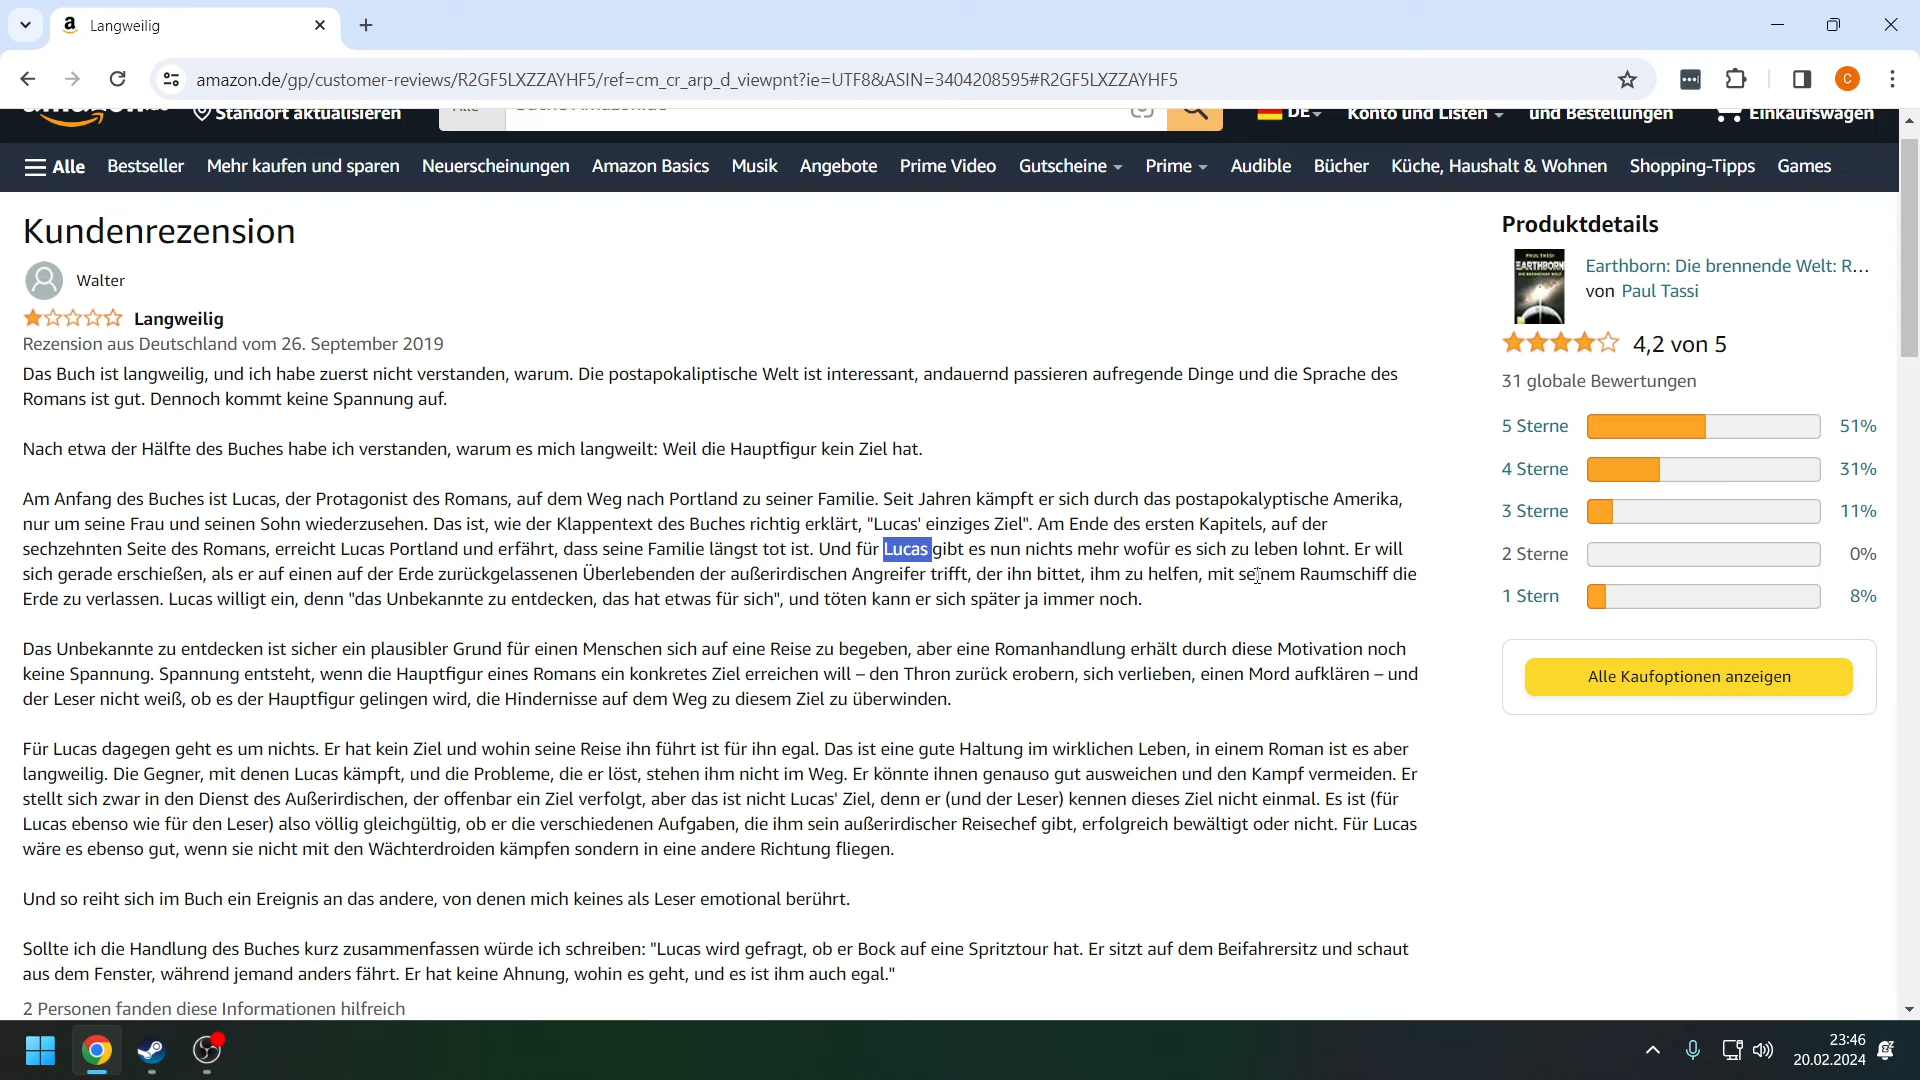 Langweilig
amazon.de/gp/customer-reviews/R2GF5LXZZAYHF5/ref=cm_cr_arp_d_viewpnt?ie=UTF8&ASIN=3404208595#R2GF5LXZZAYHF5
C
Standort aktualisieren
DE
Konto und Listen
und Bestellungen
Einkaufswagen
Alle Bestseller Mehr kaufen und sparen Neuerscheinungen Amazon Basics Musik Angebote Prime Video Gutscheine Prime Audible Bücher Küche, Haushalt & Wohnen Shopping-Tipps Games
Kundenrezension
Walter
Langweilig
Rezension aus Deutschland vom 26. September 2019
Das Buch ist langweilig, und ich habe zuerst nicht verstanden, warum. Die postapokaliptische Welt ist interessant, andauernd passieren aufregende Dinge und die Sprache des
Romans ist gut. Dennoch kommt keine Spannung auf.
Nach etwa der Hälfte des Buches habe ich verstanden, warum es mich langweilt: Weil die Hauptfigur kein Ziel hat.
Am Anfang des Buches ist Lucas, der Protagonist des Romans, auf dem Weg nach Portland zu seiner Familie. Seit Jahren kämpft er sich durch das postapokalyptische Amerika,
nur um seine Frau und seinen Sohn wiederzusehen. Das ist, wie der Klappentext des Buches richtig erklärt, "Lucas' einziges Ziel". Am Ende des ersten Kapitels, auf der
sechzehnten Seite des Romans, erreicht Lucas Portland und erfährt, dass seine Familie längst tot ist. Und für Lucas gibt es nun nichts mehr wofür es sich zu leben lohnt. Er will
sich gerade erschießen, als er auf einen auf der Erde zurückgelassenen Überlebenden der außerirdischen Angreifer trifft, der ihn bittet, ihm zu helfen, mit seinem Raumschiff die
Erde zu verlassen. Lucas willigt ein, denn "das Unbekannte zu entdecken, das hat etwas für sich", und töten kann er sich später ja immer noch.
Das Unbekannte zu entdecken ist sicher ein plausibler Grund für einen Menschen sich auf eine Reise zu begeben, aber eine Romanhandlung erhält durch diese Motivation noch
keine Spannung. Spannung entsteht, wenn die Hauptfigur eines Romans ein konkretes Ziel erreichen will – den Thron zurück erobern, sich verlieben, einen Mord aufklären – und
der Leser nicht weiß, ob es der Hauptfigur gelingen wird, die Hindernisse auf dem Weg zu diesem Ziel zu überwinden.
Für Lucas dagegen geht es um nichts. Er hat kein Ziel und wohin seine Reise ihn führt ist für ihn egal. Das ist eine gute Haltung im wirklichen Leben, in einem Roman ist es aber
langweilig. Die Gegner, mit denen Lucas kämpft, und die Probleme, die er löst, stehen ihm nicht im Weg. Er könnte ihnen genauso gut ausweichen und den Kampf vermeiden. Er
stellt sich zwar in den Dienst des Außerirdischen, der offenbar ein Ziel verfolgt, aber das ist nicht Lucas' Ziel, denn er (und der Leser) kennen dieses Ziel nicht einmal. Es ist (für
Lucas ebenso wie für den Leser) also völlig gleichgültig, ob er die verschiedenen Aufgaben, die ihm sein außerirdischer Reisechef gibt, erfolgreich bewältigt oder nicht. Für Lucas
wäre es ebenso gut, wenn sie nicht mit den Wächterdroiden kämpfen sondern in eine andere Richtung fliegen.
Und so reiht sich im Buch ein Ereignis an das andere, von denen mich keines als Leser emotional berührt.
Sollte ich die Handlung des Buches kurz zusammenfassen würde ich schreiben: "Lucas wird gefragt, ob er Bock auf eine Spritztour hat. Er sitzt auf dem Beifahrersitz und schaut
aus dem Fenster, während jemand anders fährt. Er hat keine Ahnung, wohin es geht, und es ist ihm auch egal."
2 Personen fanden diese Informationen hilfreich
Produktdetails
PAUL TASSI
EARTHBORN
Earthborn: Die brennende Welt: R...
von Paul Tassi
4,2 von 5
31 globale Bewertungen
5 Sterne 51%
4 Sterne 31%
3 Sterne 11%
2 Sterne 0%
1 Stern 8%
Alle Kaufoptionen anzeigen
23:46
20.02.2024